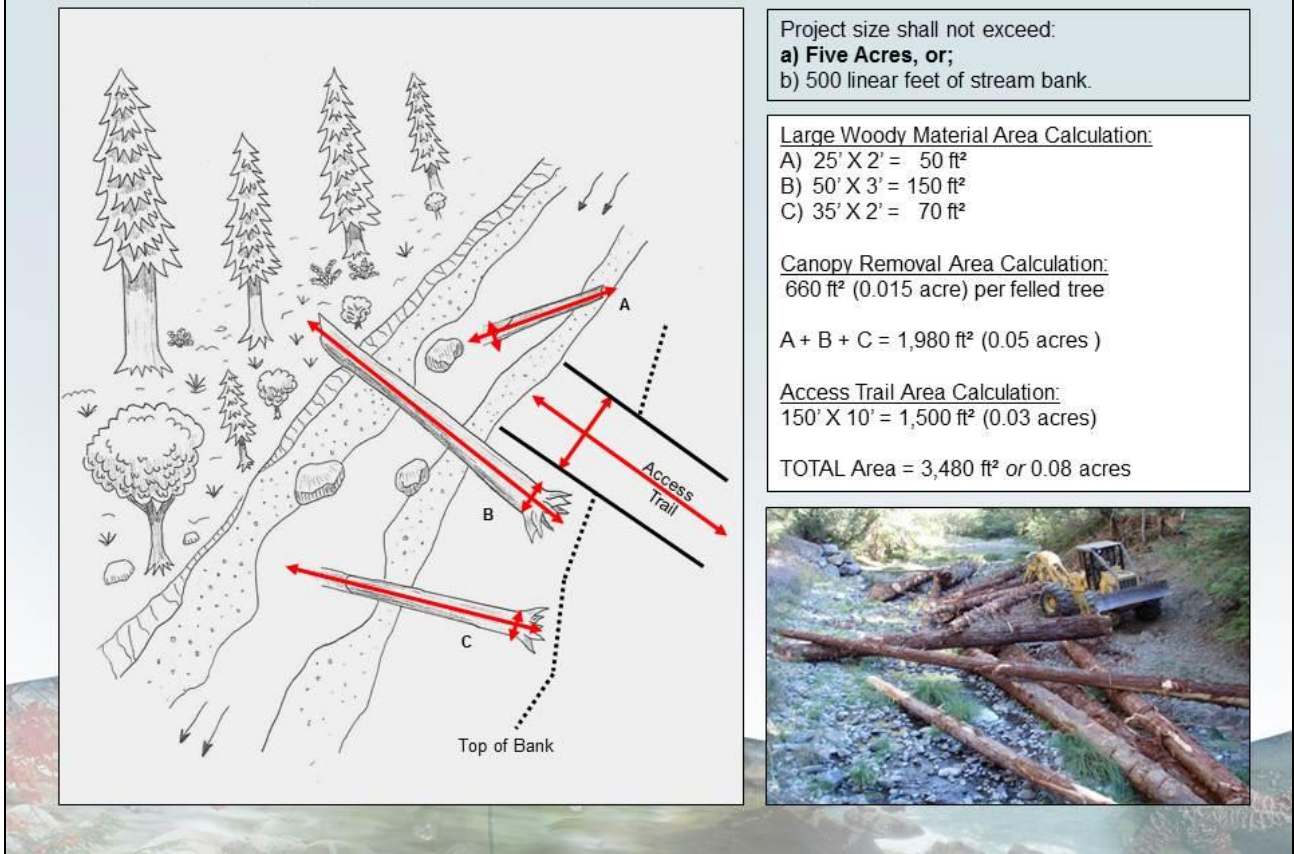 A
B
C
Access
Trail
Top of Bank
Project size shall not exceed:
a) Five Acres, or;
b) 500 linear feet of stream bank.
Large Woody Material Area Calculation:
A) 25’ X 2’ = 50 ft²
B) 50’ X 3’ = 150 ft²
C) 35’ X 2’ = 70 ft²
Canopy Removal Area Calculation:
660 ft² (0.015 acre) per felled tree
A + B + C = 1,980 ft² (0.05 acres )
Access Trail Area Calculation:
150’ X 10’ = 1,500 ft² (0.03 acres)
TOTAL Area = 3,480 ft² or 0.08 acres